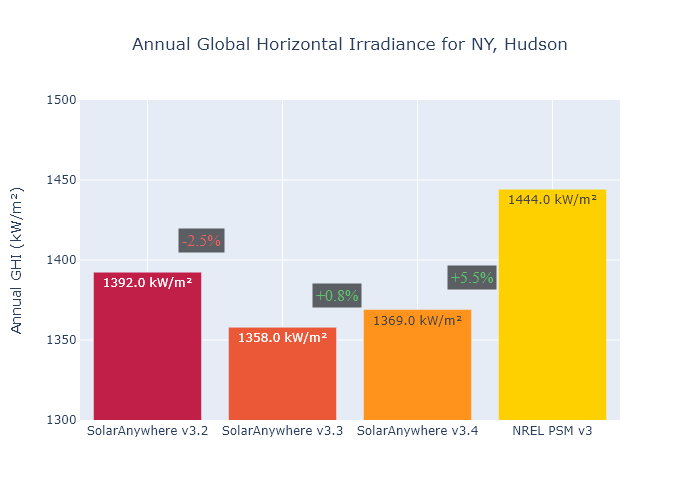 Annual Global Horizontal Irradiance for NY, Hudson
Annual GHI (kW/m²)
1500
1450
1400
1350
1300
-2.5%
+0.8%
+5.5%
1392.0 kW/m²
1358.0 kW/m²
1369.0 kW/m²
1444.0 kW/m²
SolarAnywhere v3.2
SolarAnywhere v3.3
SolarAnywhere v3.4
NREL PSM v3